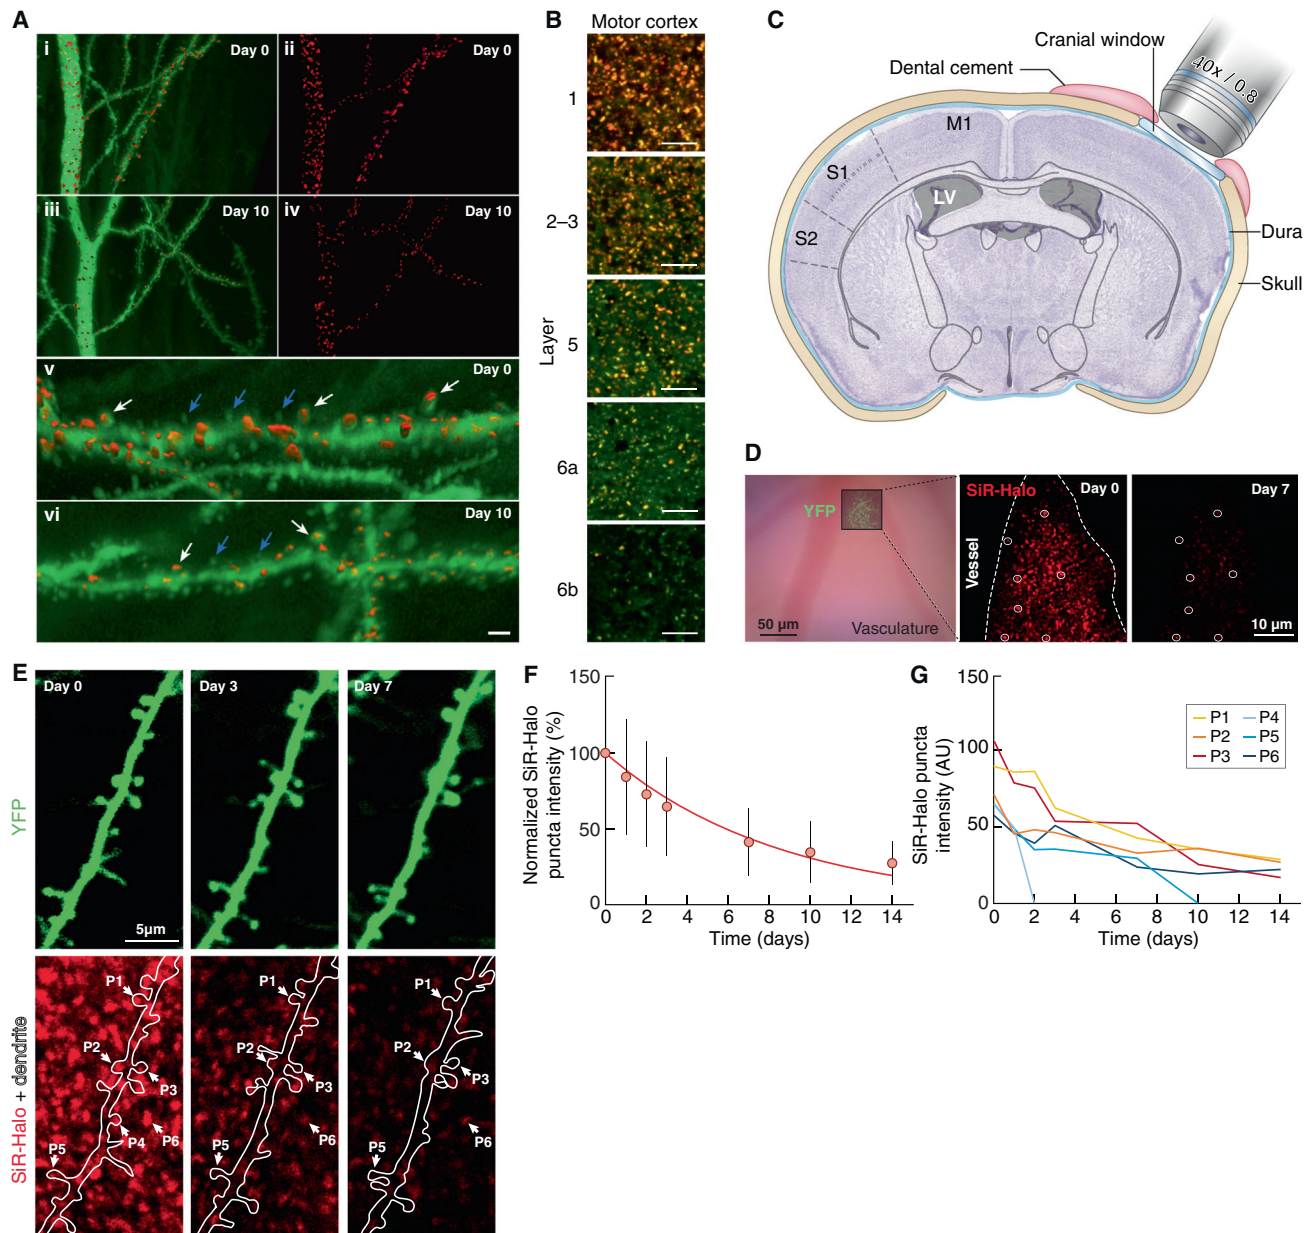 A
i
Day 0
ii
Day 0
iii
Day 10
iv
Day 10
v
Day 0
vi
Day 10
B
Motor cortex
Layer
1
2–3
5
6a
6b
C
Cranial window
Dental cement
40x / 0.8
M1
S1
S2
LV
Dura
Skull
D
YFP
50 µm
Vasculature
SiR-Halo
Day 0
Vessel
Day 7
10 µm
E
YFP
Day 0
5µm
Day 3
Day 7
SiR-Halo + dendrite
P1
P2
P3
P4
P6
P5
P1
P2
P3
P6
P5
P1
P2
P3
P6
P5
F
Normalized SiR-Halo
puncta intensity (%)
150
100
50
0
0 2 4 6 8 10 12 14
Time (days)
G
SiR-Halo puncta
intensity (AU)
150
100
50
0
0 2 4 6 8 10 12 14
Time (days)
P1 P4
P2 P5
P3 P6